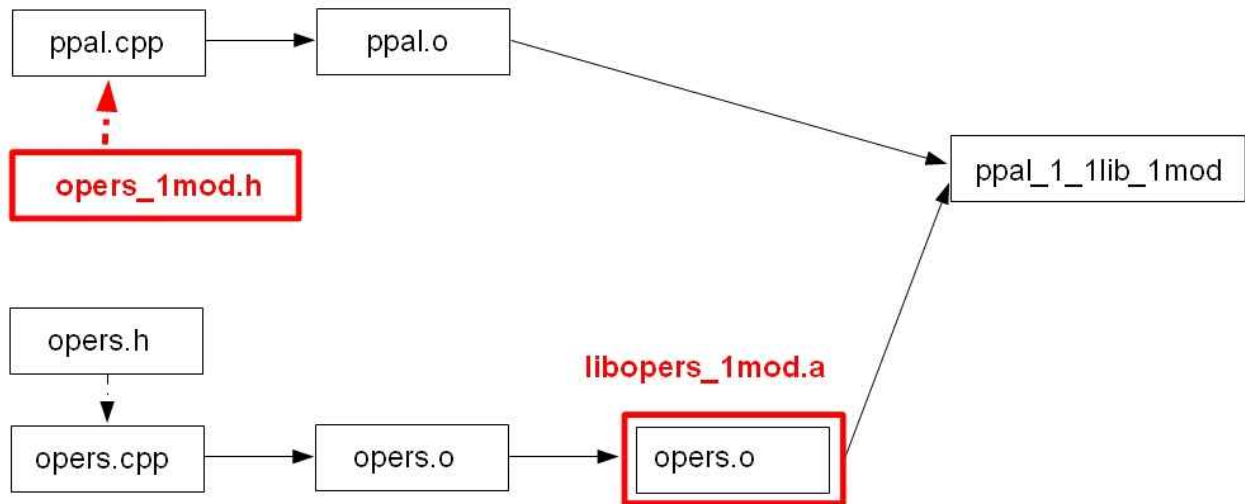 ppal.cpp
ppal.o
opers_1mod.h
ppal_1_1lib_1mod
opers.h
libopers_1mod.a
opers.cpp
opers.o
opers.o